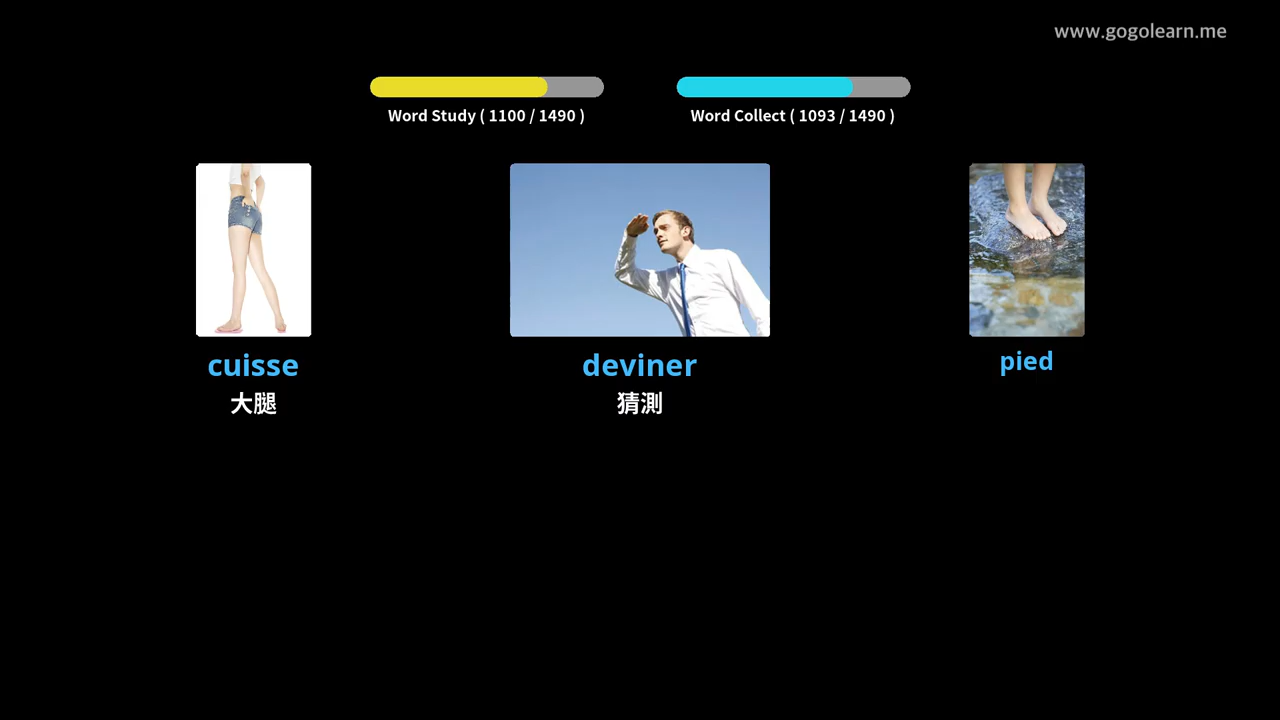 www.gogolearn.me
Word Study ( 1100 / 1490 )
Word Collect ( 1093 / 1490 )
cuisse
大腿
deviner
猜測
pied